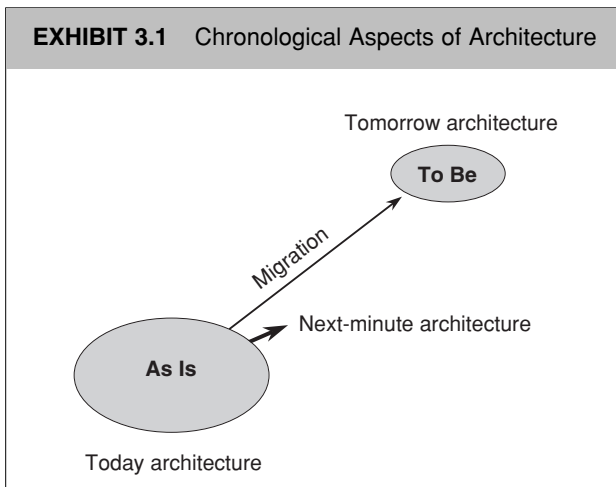 EXHIBIT 3.1 Chronological Aspects of Architecture
Tomorrow architecture
To Be
Migration
Next-minute architecture
As Is
Today architecture